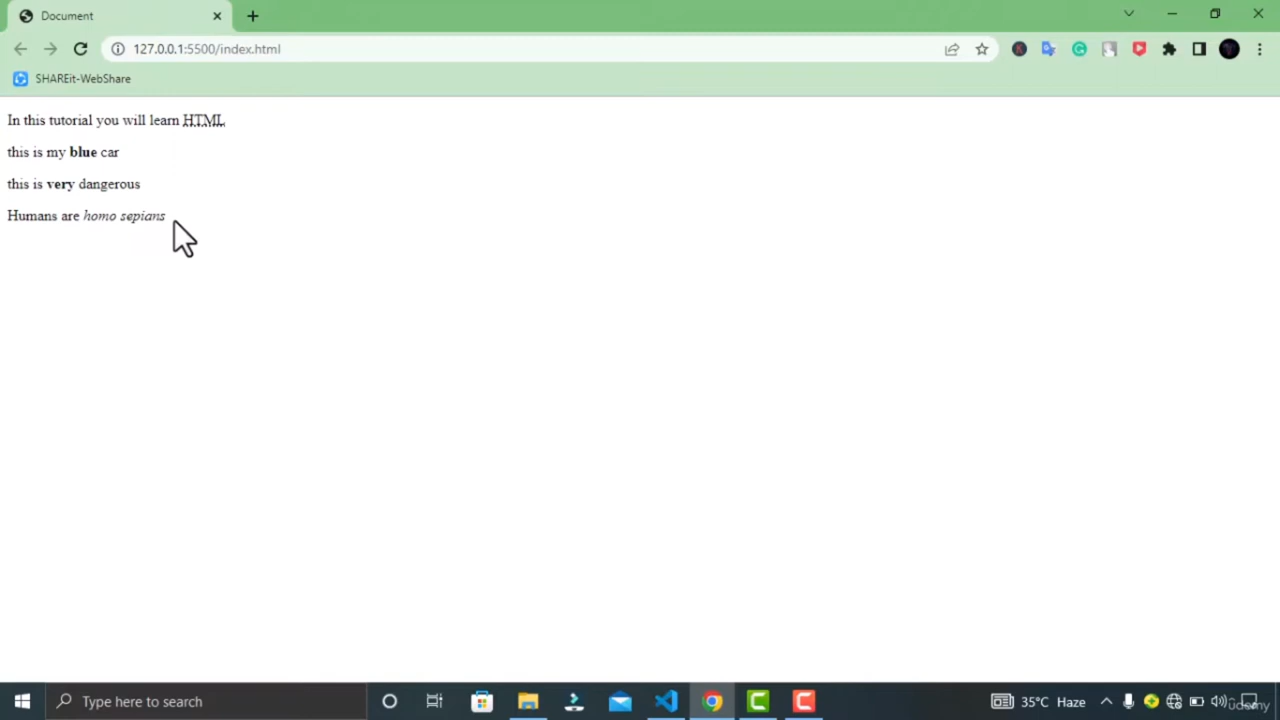 Document
127.0.0.1:5500/index.html
SHAREit-WebShare
In this tutorial you will learn HTML
this is my blue car
this is very dangerous
Humans are homo sepians
Type here to search
35°C Haze
ûdemy